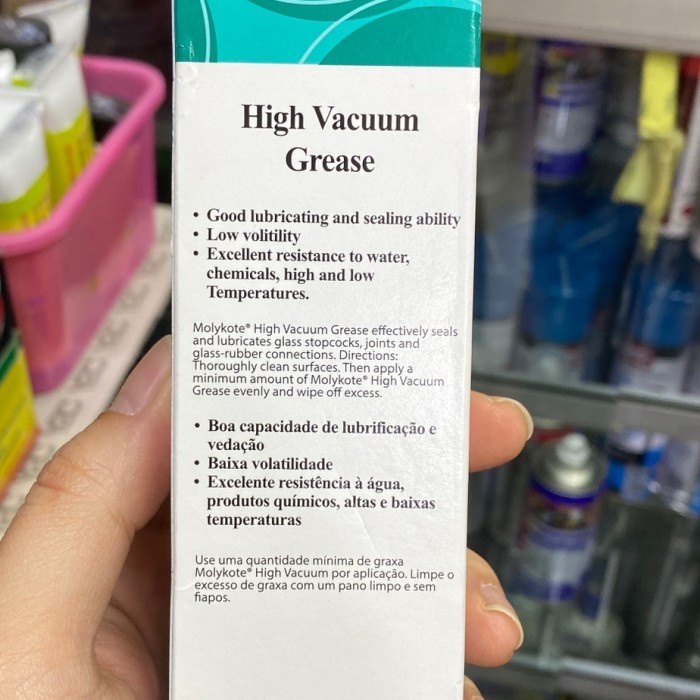 High Vacuum
Grease
• Good lubricating and sealing ability
• Low volitility
• Excellent resistance to water,
chemicals, high and low
Temperatures.
Molykote® High Vacuum Grease effectively seals
and lubricates glass stopcocks, joints and
glass-rubber connections. Directions:
Thoroughly clean surfaces. Then apply a
minimum amount of Molykote® High Vacuum
Grease evenly and wipe off excess.
• Boa capacidade de lubrificação e
vedação
• Baixa volatilidade
• Excelente resistência à água,
produtos químicos, altas e baixas
temperaturas
Use uma quantidade mínima de graxa
Molykote® High Vacuum por aplicação. Limpe o
excesso de graxa com um pano limpo e sem
fiapos.